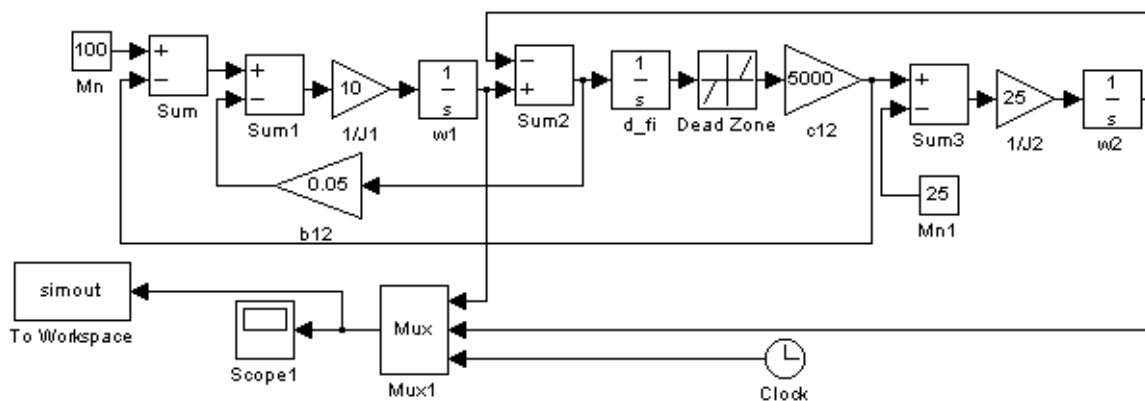 100
Mn
+
−
Sum
+
−
Sum1
10
1/J1
1
s
w1
−
+
Sum2
1
s
d_fi
Dead Zone
5000
c12
+
−
Sum3
25
1/J2
1
s
w2
0.05
b12
25
Mn1
simout
To Workspace
Scope1
Mux
Mux1
Clock